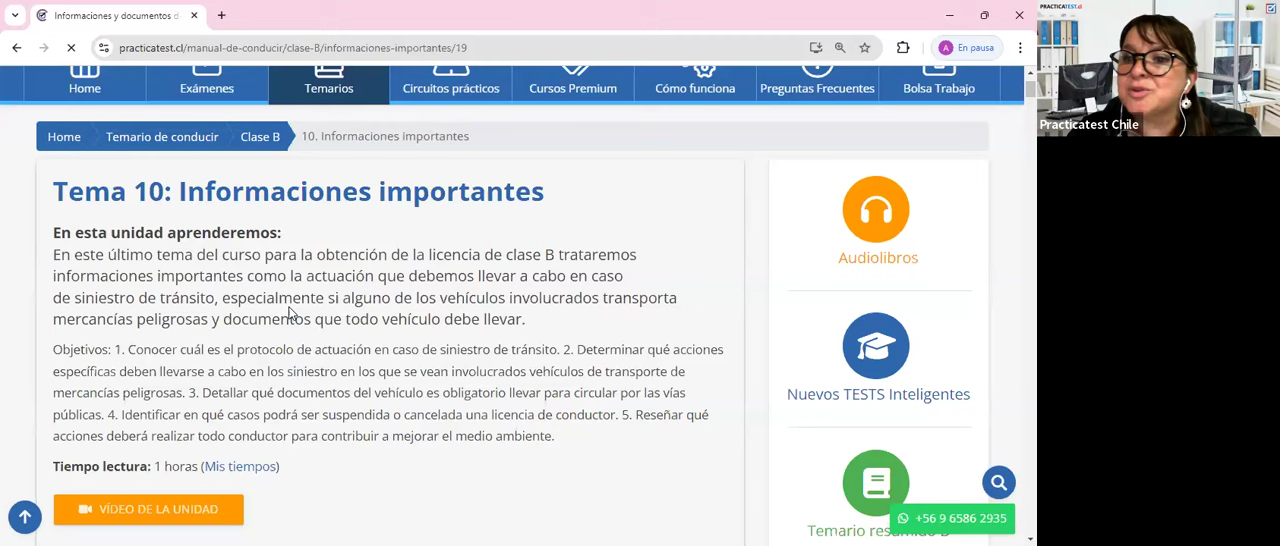 Informaciones y documentos d
practicatest.cl/manual-de-conducir/clase-B/informaciones-importantes/19
A En pausa
Home
Exámenes
Temarios
Circuitos prácticos
Cursos Premium
Cómo funciona
Preguntas Frecuentes
Bolsa Trabajo
Home
Temario de conducir
Clase B
10. Informaciones importantes
Tema 10: Informaciones importantes
En esta unidad aprenderemos:
En este último tema del curso para la obtención de la licencia de clase B trataremos
informaciones importantes como la actuación que debemos llevar a cabo en caso
de siniestro de tránsito, especialmente si alguno de los vehículos involucrados transporta
mercancías peligrosas y documentos que todo vehículo debe llevar.
Objetivos: 1. Conocer cuál es el protocolo de actuación en caso de siniestro de tránsito. 2. Determinar qué acciones
específicas deben llevarse a cabo en los siniestro en los que se vean involucrados vehículos de transporte de
mercancías peligrosas. 3. Detallar qué documentos del vehículo es obligatorio llevar para circular por las vías
públicas. 4. Identificar en qué casos podrá ser suspendida o cancelada una licencia de conductor. 5. Reseñar qué
acciones deberá realizar todo conductor para contribuir a mejorar el medio ambiente.
Tiempo lectura: 1 horas (Mis tiempos)
VÍDEO DE LA UNIDAD
Audiolibros
Nuevos TESTS Inteligentes
Temario resumido B
+56 9 6586 2935
PRACTICATEST.cl
Practicatest Chile